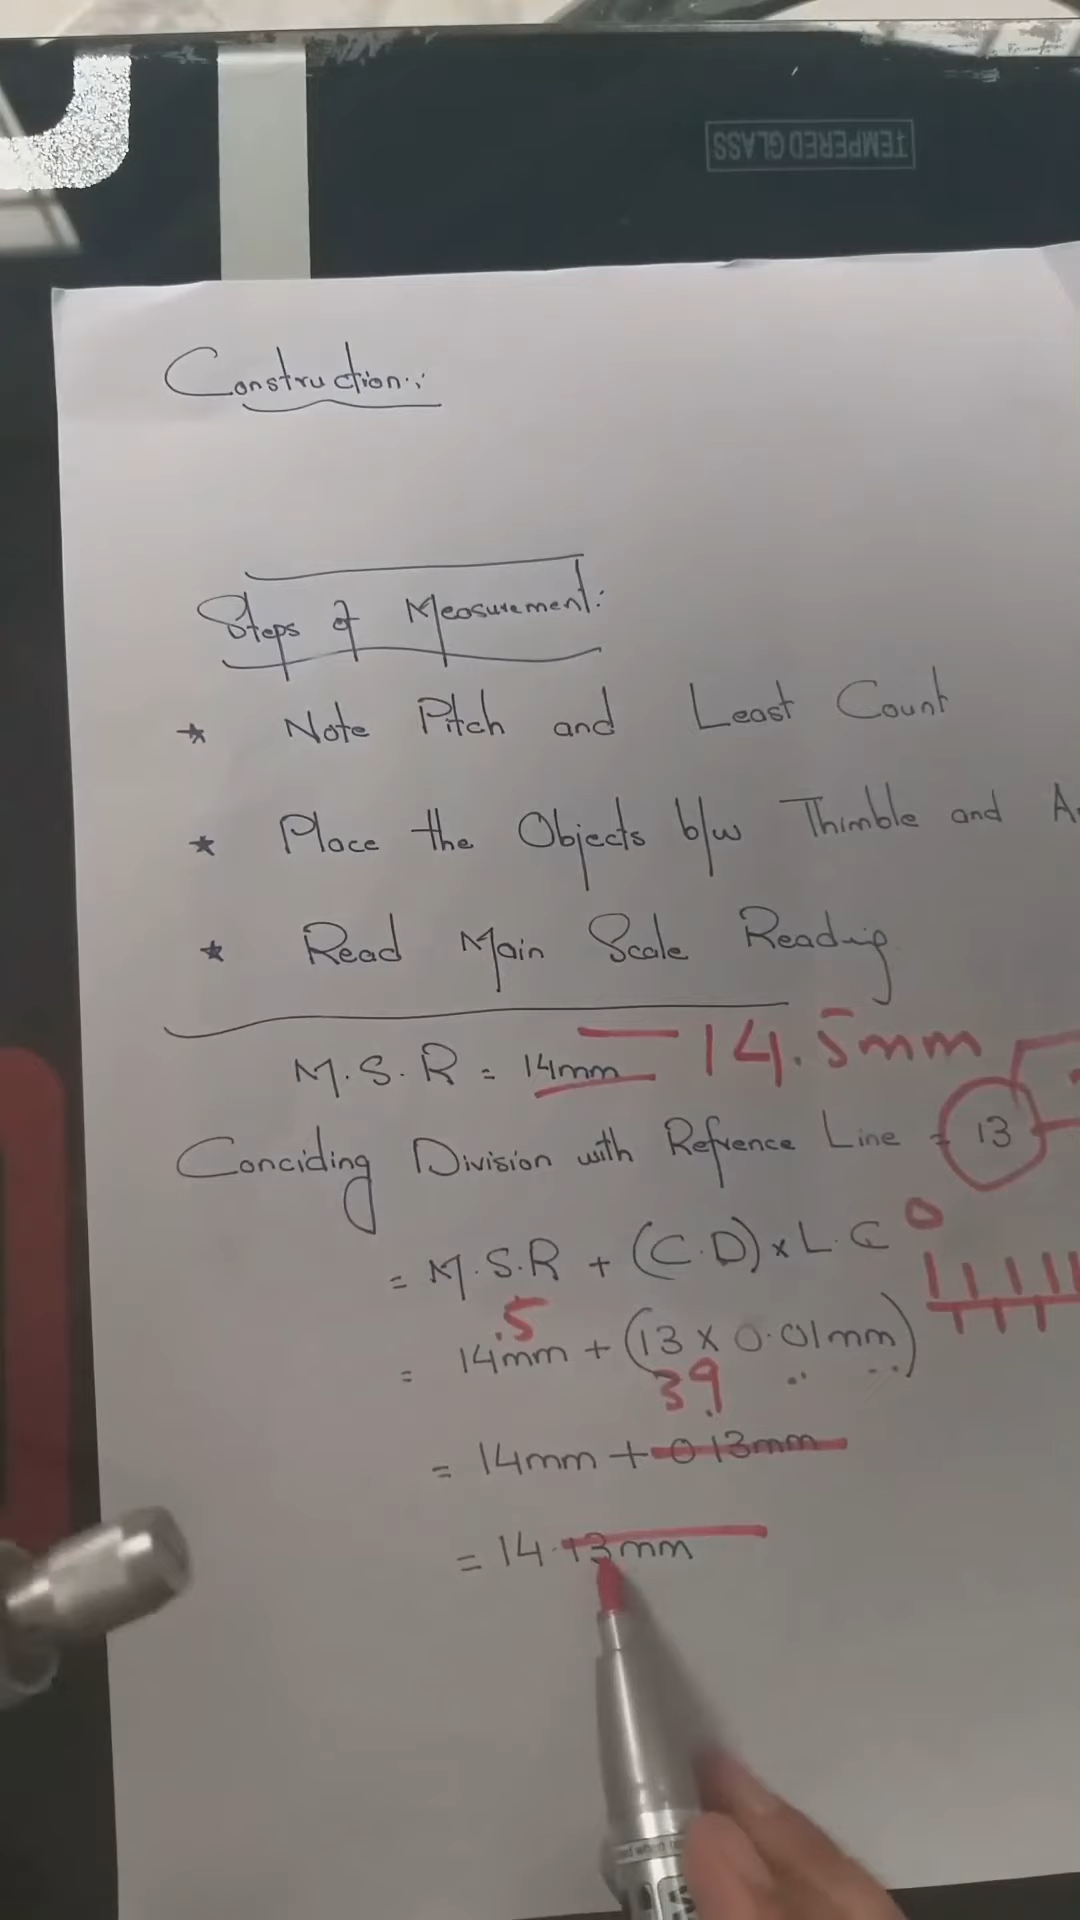 TEMPERED GLASS
Construction:
Steps of Measurement:
* Note Pitch and Least Count
* Place the Objects b/w Thimble and A
* Read Main Scale Reading
M.S.R = 14mm 14.5mm
Conciding Division with Refrence Line = 13
= M.S.R + (C.D) x L.C 0
.5
= 14mm + (13 x 0.01mm)
39
= 14mm + 0.13mm
= 14.13mm